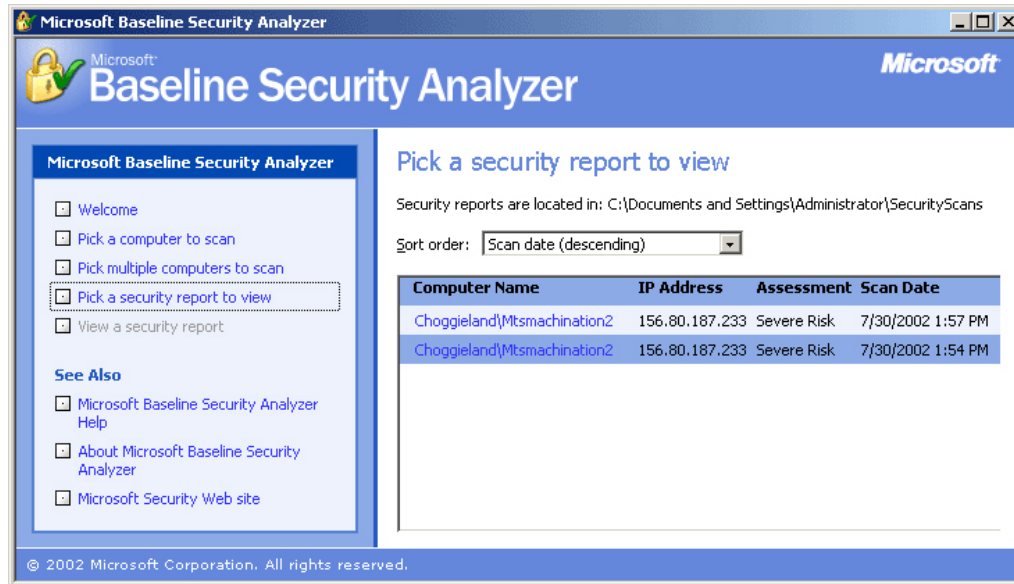 Microsoft Baseline Security Analyzer
Microsoft
Baseline Security Analyzer
Microsoft
Microsoft Baseline Security Analyzer
Welcome
Pick a computer to scan
Pick multiple computers to scan
Pick a security report to view
View a security report
See Also
Microsoft Baseline Security Analyzer
Help
About Microsoft Baseline Security
Analyzer
Microsoft Security Web site
Pick a security report to view
Security reports are located in: C:\Documents and Settings\Administrator\SecurityScans
Sort order: Scan date (descending)
Computer Name IP Address Assessment Scan Date
Choggieland\Mtsmachination2 156.80.187.233 Severe Risk 7/30/2002 1:57 PM
Choggieland\Mtsmachination2 156.80.187.233 Severe Risk 7/30/2002 1:54 PM
© 2002 Microsoft Corporation. All rights reserved.